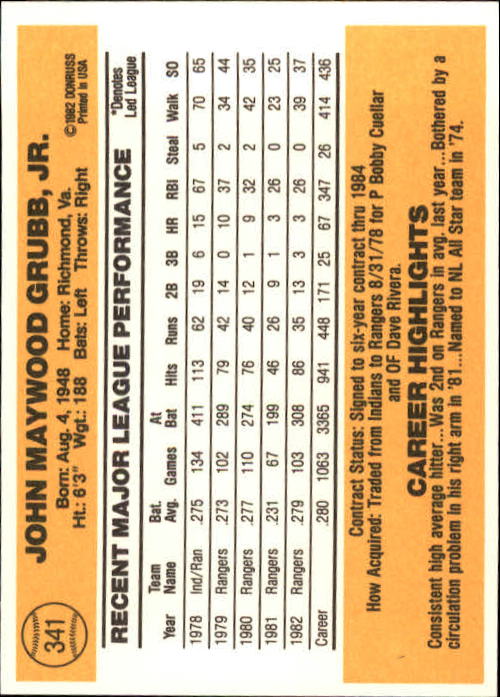 341
JOHN MAYWOOD GRUBB, JR.
Born: Aug. 4, 1948 Home: Richmond, Va.
Ht.: 6'3" Wgt.: 188 Bats: Left Throws: Right
©1982 DONRUSS
Printed in USA
RECENT MAJOR LEAGUE PERFORMANCE
*Denotes
Led League
Year Team Name Bat. Avg. Games At Bat Hits Runs 2B 3B HR RBI Steal Walk SO
1978 Ind/Ran .275 134 411 113 62 19 6 15 67 5 70 65
1979 Rangers .273 102 289 79 42 14 0 10 37 2 34 44
1980 Rangers .277 110 274 76 40 12 1 9 32 2 42 35
1981 Rangers .231 67 199 46 26 9 1 3 26 0 23 25
1982 Rangers .279 103 308 86 35 13 3 3 26 0 39 37
Career .280 1063 3365 941 448 171 25 67 347 26 414 436
Contract Status: Signed to six-year contract thru 1984
How Acquired: Traded from Indians to Rangers 8/31/78 for P Bobby Cuellar
and OF Dave Rivera.
CAREER HIGHLIGHTS
Consistent high average hitter...Was 2nd on Rangers in avg. last year...Bothered by a
circulation problem in his right arm in '81...Named to NL All Star team in '74.